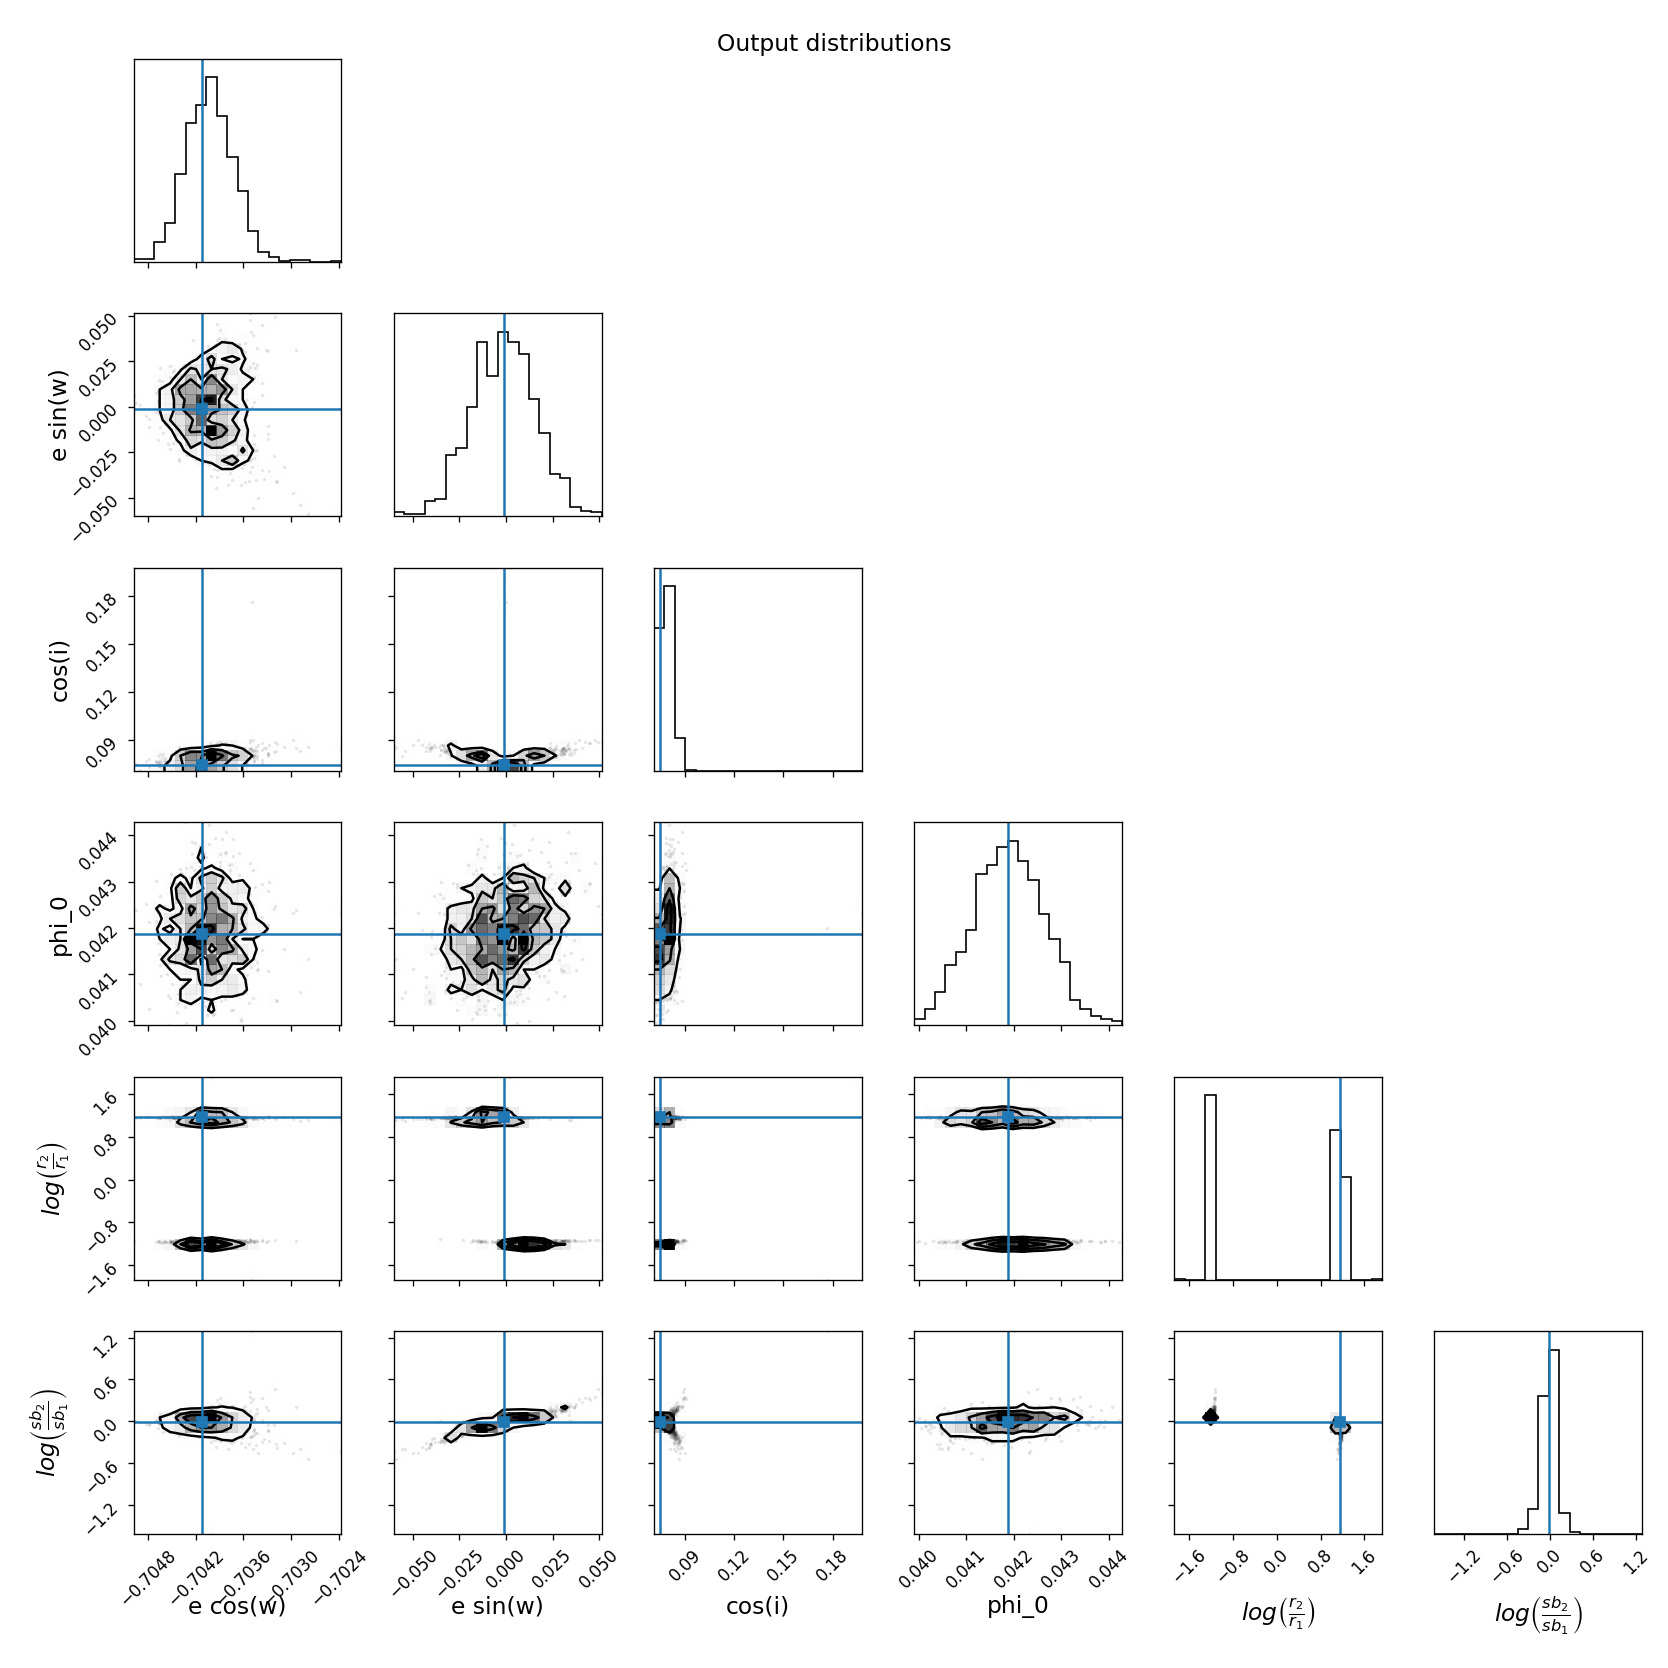 Output distributions
e sin(w)
0.050
0.025
0.000
−0.025
−0.050
cos(i)
0.18
0.15
0.12
0.09
phi_0
0.044
0.043
0.042
0.041
0.040
log(r2/r1)
1.6
0.8
0.0
−0.8
−1.6
log(sb2/sb1)
1.2
0.6
0.0
−0.6
−1.2
−0.7048 −0.7042 −0.7036 −0.7030 −0.7024
e cos(w)
−0.050 −0.025 0.000 0.025 0.050
e sin(w)
0.09 0.12 0.15 0.18
cos(i)
0.040 0.041 0.042 0.043 0.044
phi_0
−1.6 −0.8 0.0 0.8 1.6
log(r2/r1)
−1.2 −0.6 0.0 0.6 1.2
log(sb2/sb1)